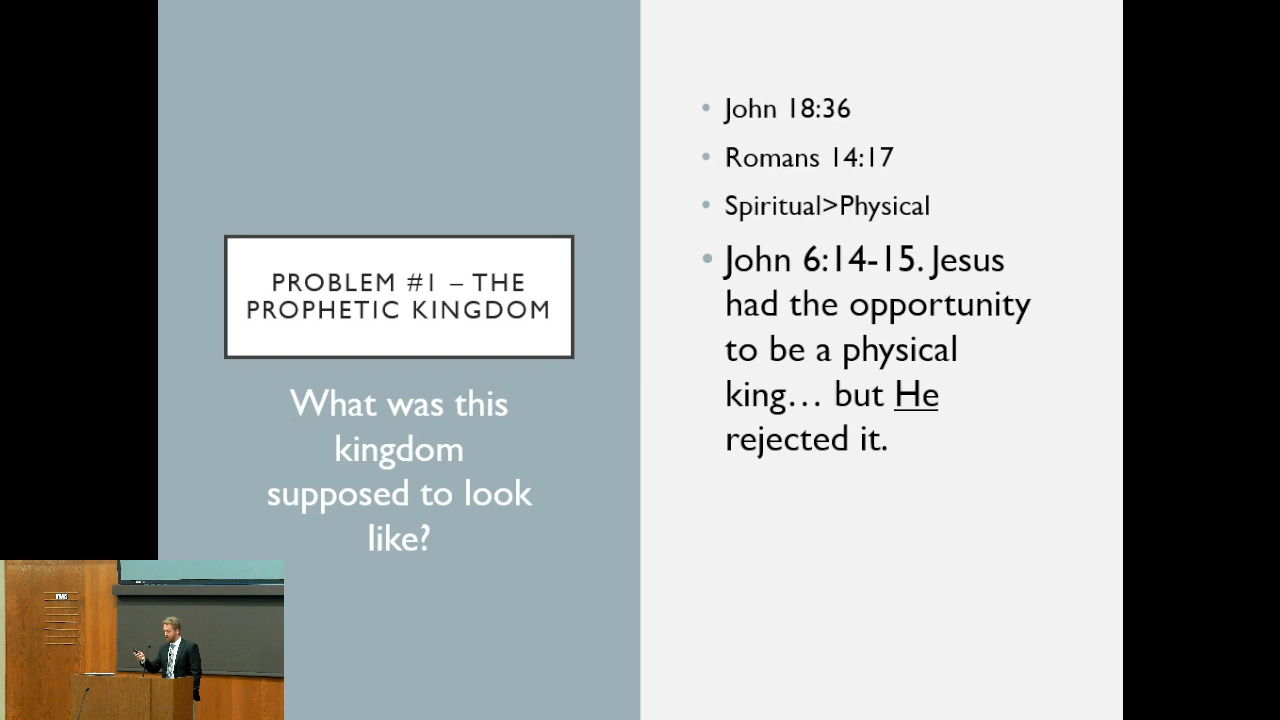 PROBLEM #1 – THE
PROPHETIC KINGDOM
What was this
kingdom
supposed to look
like?
John 18:36
Romans 14:17
Spiritual>Physical
John 6:14-15. Jesus
had the opportunity
to be a physical
king… but He
rejected it.